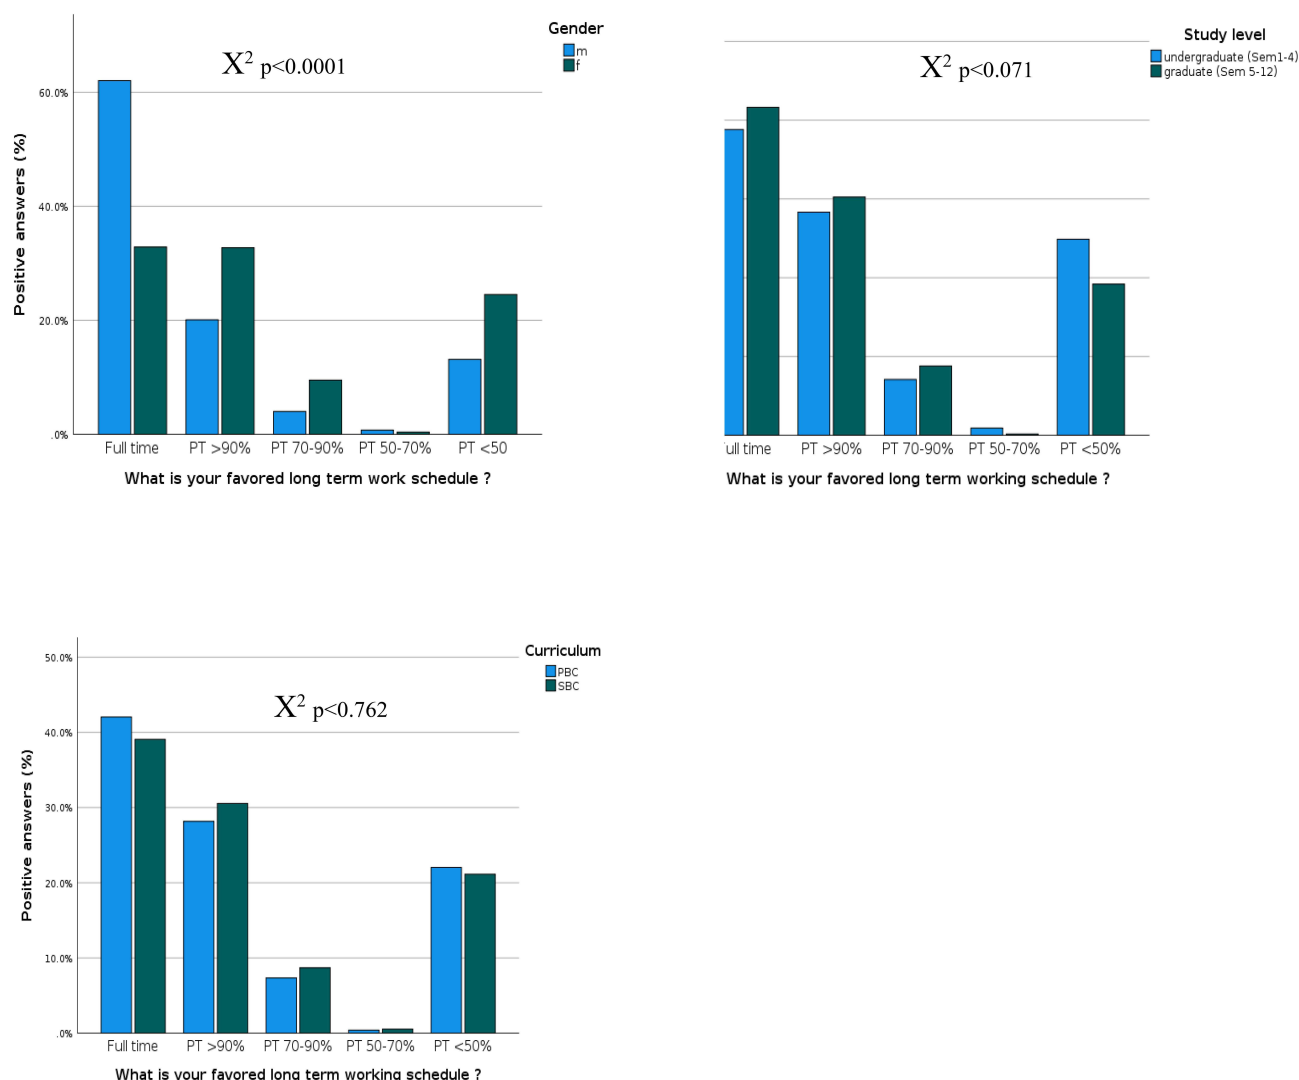 Gender
m
f
X² p<0.0001
60.0%
40.0%
20.0%
.0%
Positive answers (%)
Full time PT >90% PT 70-90% PT 50-70% PT <50
What is your favored long term work schedule ?
Study level
undergraduate (Sem1-4)
graduate (Sem 5-12)
X² p<0.071
ull time PT >90% PT 70-90% PT 50-70% PT <50%
What is your favored long term working schedule ?
Curriculum
PBC
SBC
X² p<0.762
50.0%
40.0%
30.0%
20.0%
10.0%
.0%
Positive answers (%)
Full time PT >90% PT 70-90% PT 50-70% PT <50%
What is your favored long term working schedule ?